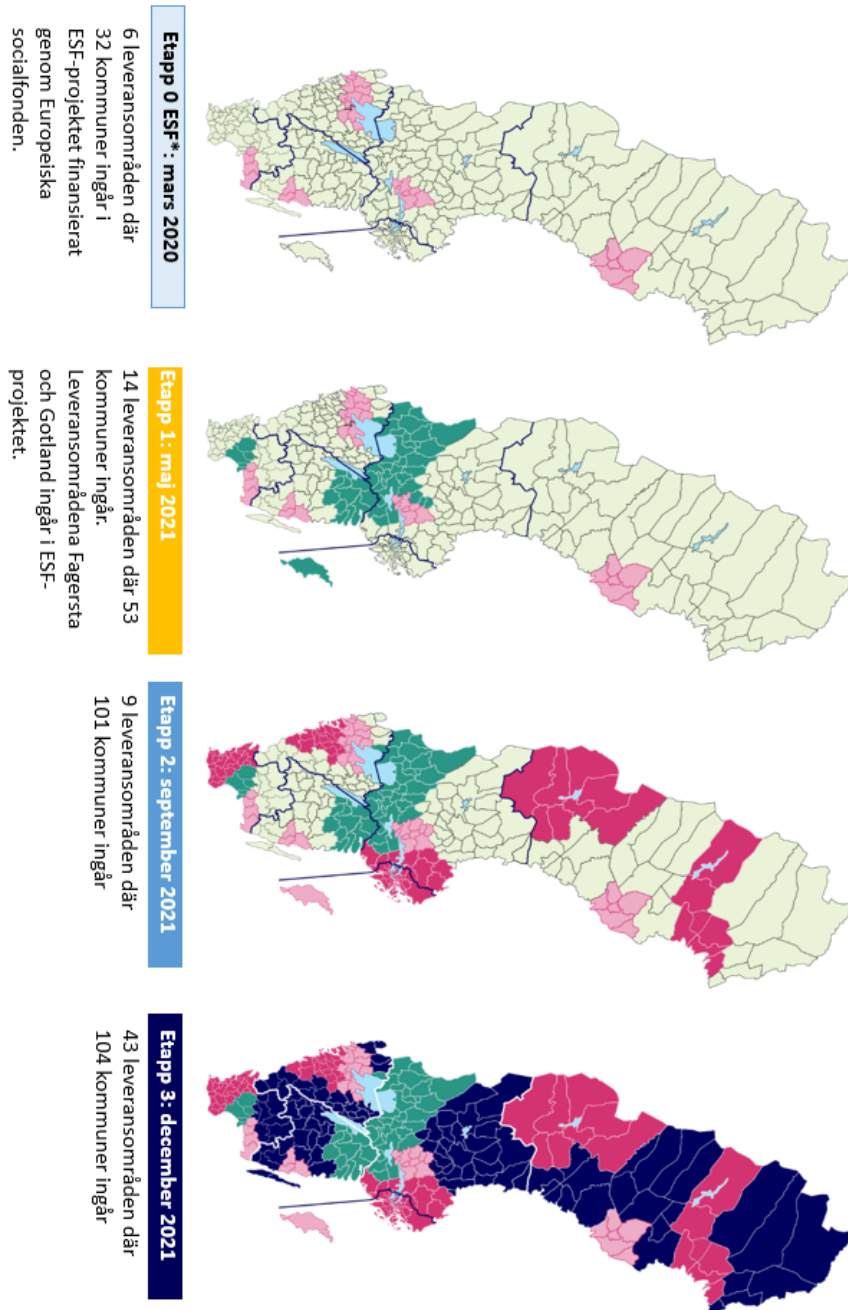 Etapp 0 ESF*: mars 2020
6 leveransområden där
32 kommuner ingår i
ESF-projektet finansierat
genom Europeiska
socialfonden.
Etapp 1: maj 2021
14 leveransområden där 53
kommuner ingår.
Leveransområdena Fagersta
och Gotland ingår i ESF-
projektet.
Etapp 2: september 2021
9 leveransområden där
101 kommuner ingår
Etapp 3: december 2021
43 leveransområden där
104 kommuner ingår